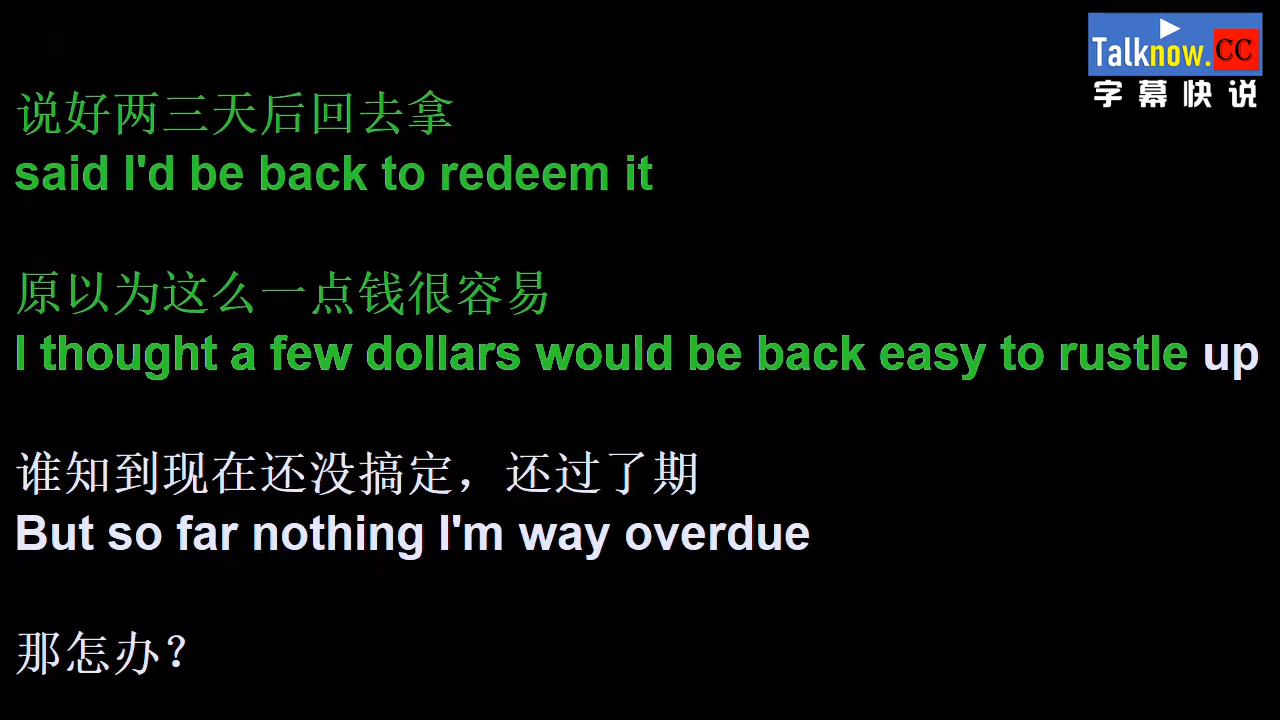 Talknow.CC
字幕快说
说好两三天后回去拿
said I'd be back to redeem it
原以为这么一点钱很容易
I thought a few dollars would be back easy to rustle up
谁知到现在还没搞定，还过了期
But so far nothing I'm way overdue
那怎办？